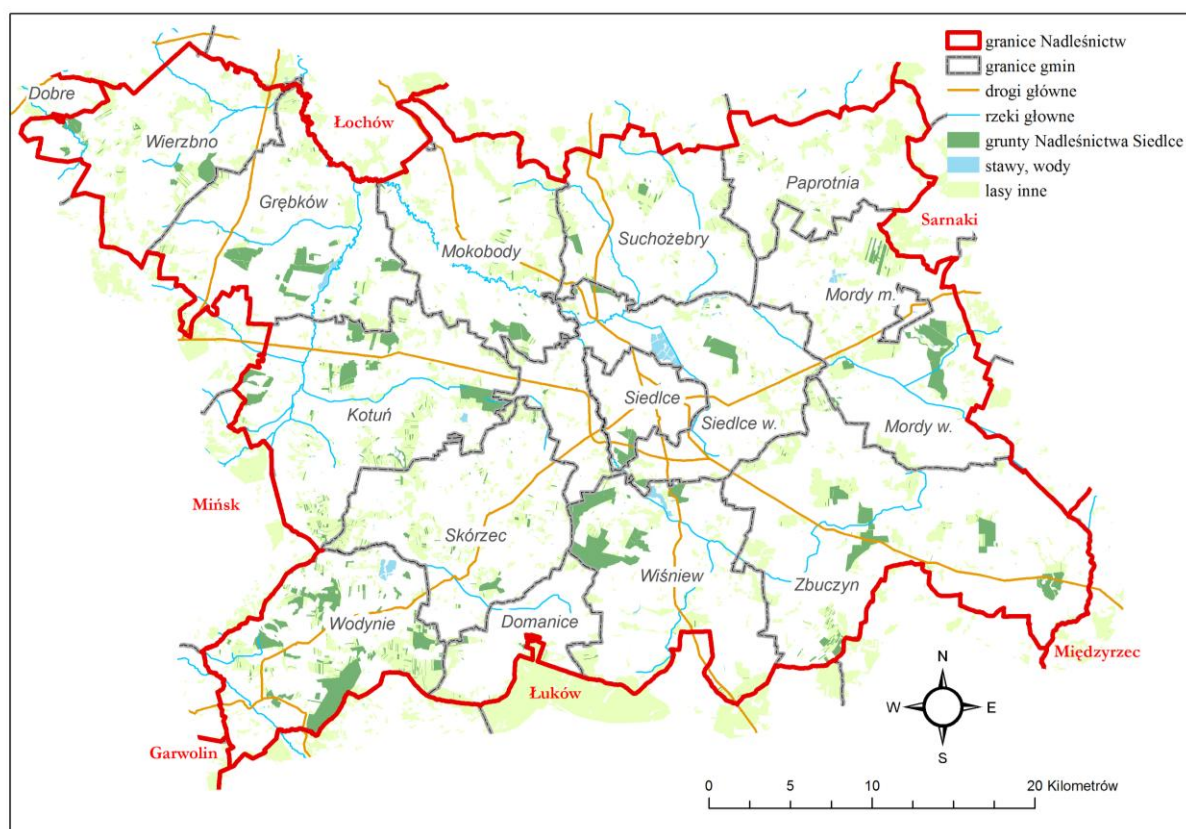 granice Nadleśnictw
granice gmin
drogi główne
rzeki głowne
grunty Nadleśnictwa Siedlce
stawy, wody
lasy inne
Dobre
Łochów
Wierzbno
Paprotnia
Grębków
Sarnaki
Suchożebry
Mokobody
Mordy m.
Siedlce
Kotuń
Siedlce w.
Mordy w.
Mińsk
Skórzec
Wiśniew
Zbuczyn
Wodynie
Domanice
Międzyrzec
Łuków
Garwolin
N
W
E
S
0 5 10 20 Kilometrów